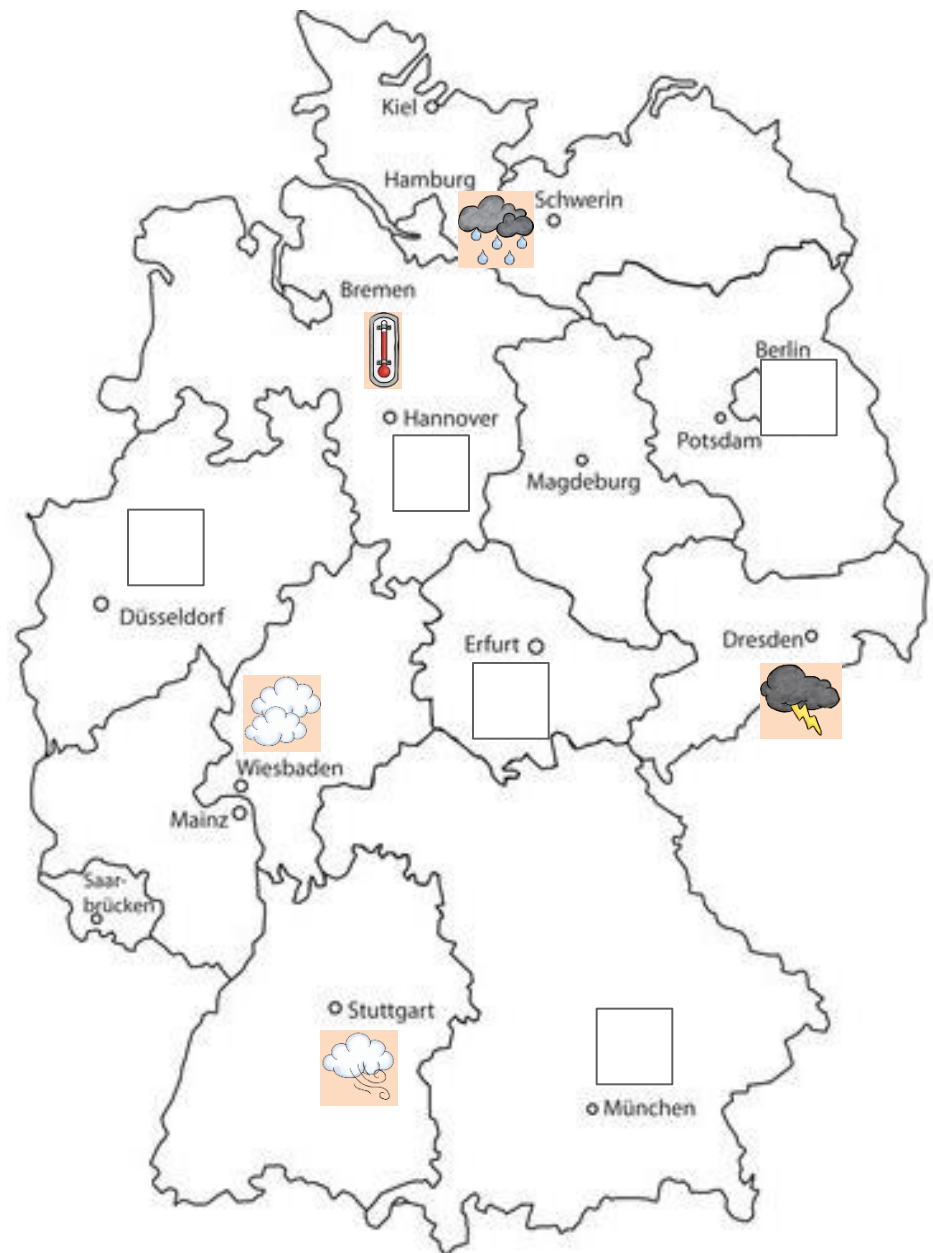 Kiel
Hamburg
Schwerin
Bremen
Berlin
Hannover
Potsdam
Magdeburg
Düsseldorf
Erfurt
Dresden
Wiesbaden
Mainz
Saar-
brücken
Stuttgart
München